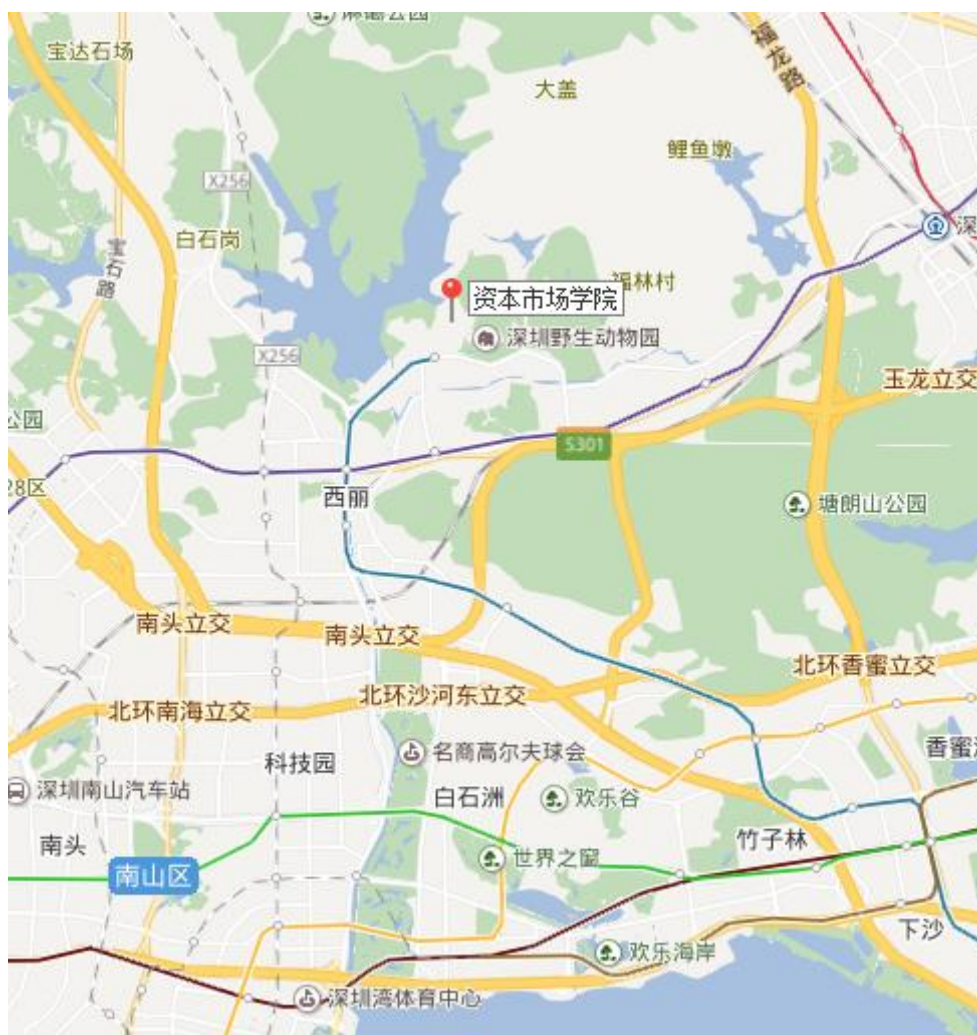 宝达石场
大盖
福龙路
鲤鱼墩
X256
白石岗
宝石路
深
福林村
资本市场学院
深圳野生动物园
X256
玉龙立交
公园
S301
28区
西丽
塘朗山公园
南头立交
南头立交
北环香蜜立交
北环沙河东立交
北环南海立交
名商高尔夫球会
香蜜
科技园
深圳南山汽车站
白石洲
欢乐谷
南头
竹子林
世界之窗
南山区
下沙
欢乐海岸
深圳湾体育中心